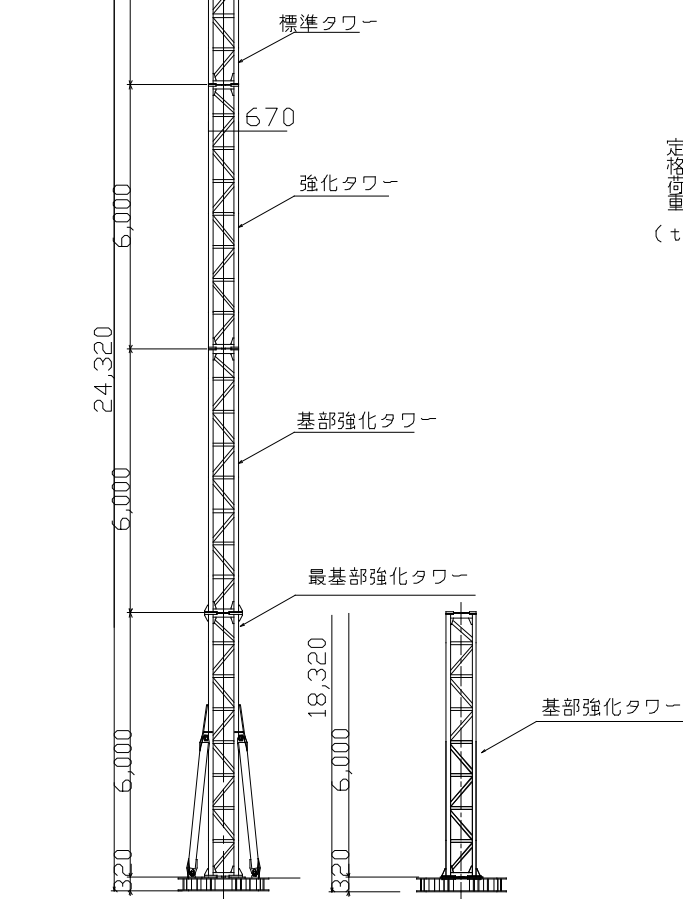 標準タワー
670
定格荷重
(t
強化タワー
6,000
24,320
基部強化タワー
6,000
最基部強化タワー
18,320
基部強化タワー
6,000
6,000
320
320